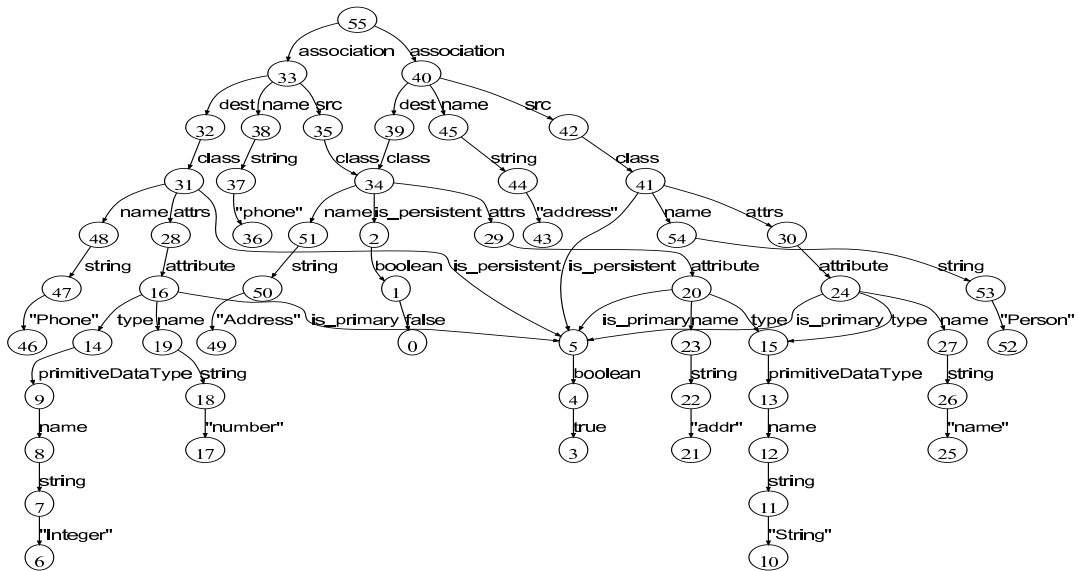 55
association association
33 40
dest name src dest name src
32 38 35 39 45 42
class string class class string class
31 37 34 44 41
name attrs "phone" name is_persistent attrs "address" name attrs
48 28 36 51 2 29 43 54 30
string attribute string boolean is_persistent is_persistent attribute attribute string
47 16 50 1 20 24 53
"Phone" type name "Address" is_primary false is_primary name type is_primary type name "Person"
46 14 19 49 0 5 23 15 27 52
primitiveDataType string boolean string primitiveDataType string
9 18 4 22 13 26
name "number" true "addr" name "name"
8 17 3 21 12 25
string string
7 11
"Integer" "String"
6 10